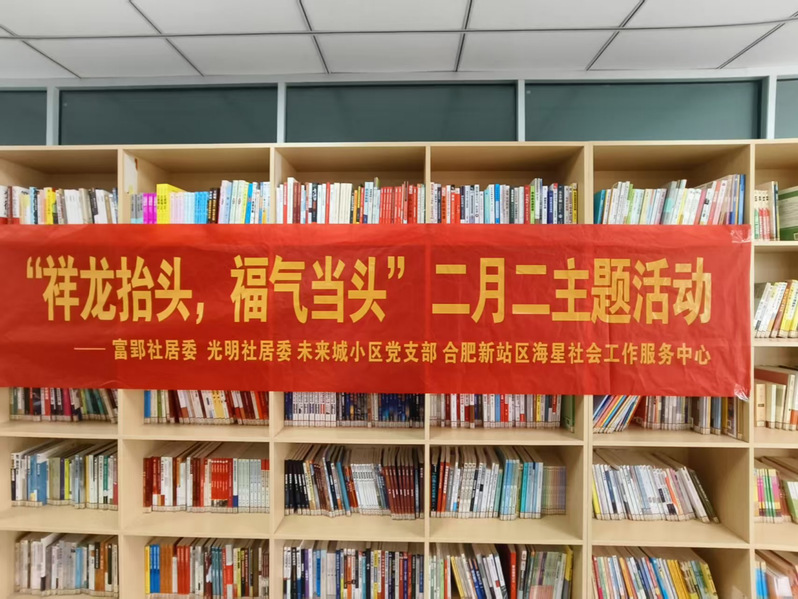 “祥龙抬头，福气当头”二月二主题活动
—— 富郢社居委 光明社居委 未来城小区党支部 合肥新站区海星社会工作服务中心